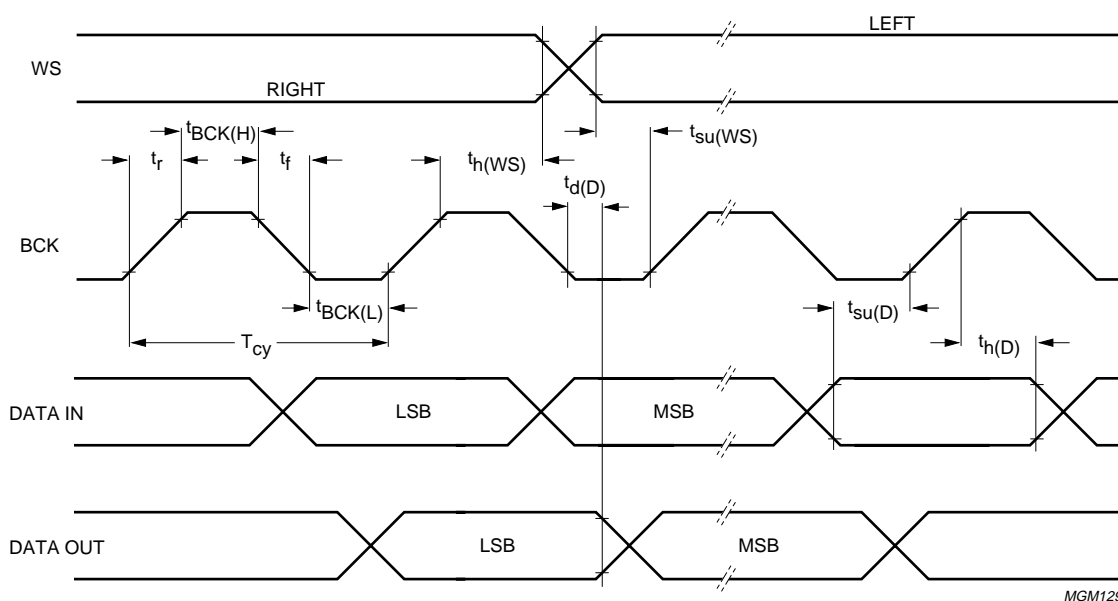 LEFT
WS
RIGHT
tBCK(H)
tsu(WS)
tr
tf
th(WS)
td(D)
BCK
tBCK(L)
tsu(D)
Tcy
th(D)
DATA IN
LSB
MSB
DATA OUT
LSB
MSB